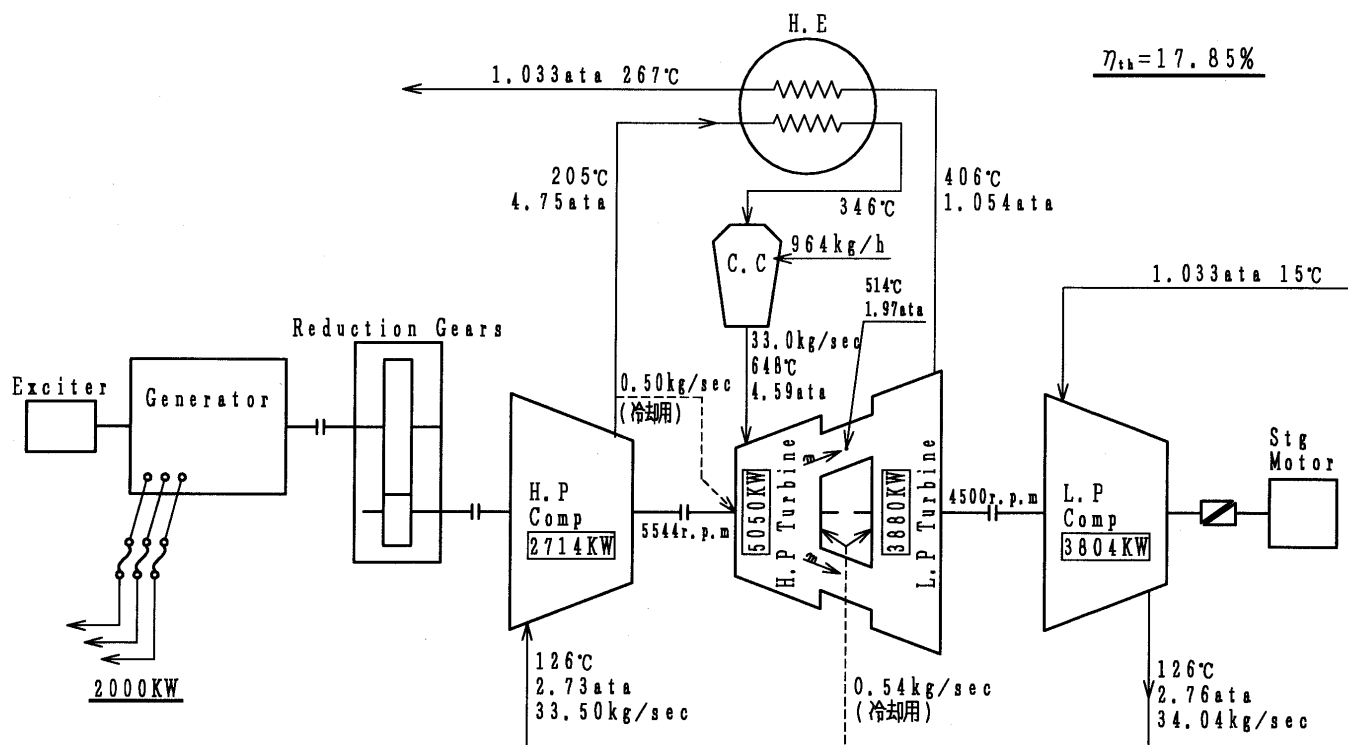 H.E
ηth=17.85%
1.033ata 267℃
205℃
4.75ata
346℃
406℃
1.054ata
C.C
964kg/h
514℃
1.97ata
1.033ata 15℃
Reduction Gears
33.0kg/sec
648℃
4.59ata
0.50kg/sec
(冷却用)
Exciter
Generator
H.P
Comp
2714KW
5544r.p.m
5050KW
H.P Turbine
3880KW
L.P Turbine
4500r.p.m
L.P
Comp
3804KW
Stg
Motor
2000KW
126℃
2.73ata
33.50kg/sec
0.54kg/sec
(冷却用)
126℃
2.76ata
34.04kg/sec